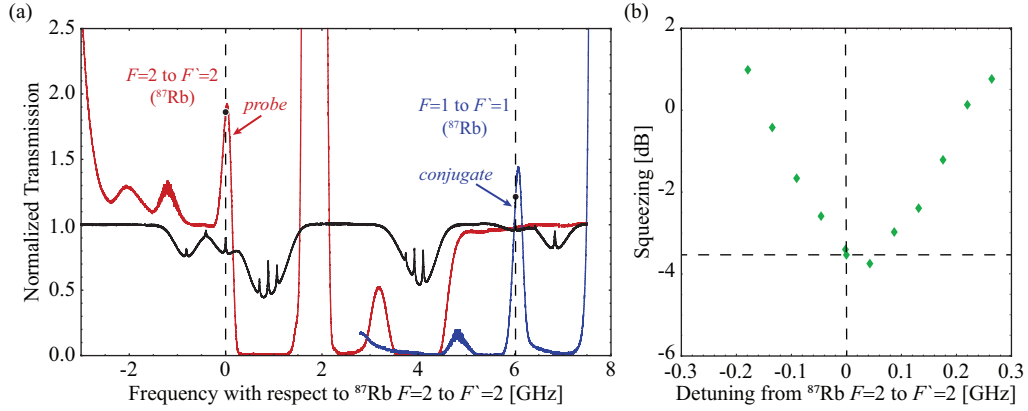 (a)
2.5
2.0
1.5
1.0
0.5
0.0
Normalized Transmission
F=2 to F`=2
(⁸⁷Rb)
probe
F=1 to F`=1
(⁸⁷Rb)
conjugate
-2 0 2 4 6 8
Frequency with respect to ⁸⁷Rb F=2 to F`=2 [GHz]
(b)
2
0
-2
-4
-6
Squeezing [dB]
-0.3 -0.2 -0.1 0 0.1 0.2 0.3
Detuning from ⁸⁷Rb F=2 to F`=2 [GHz]